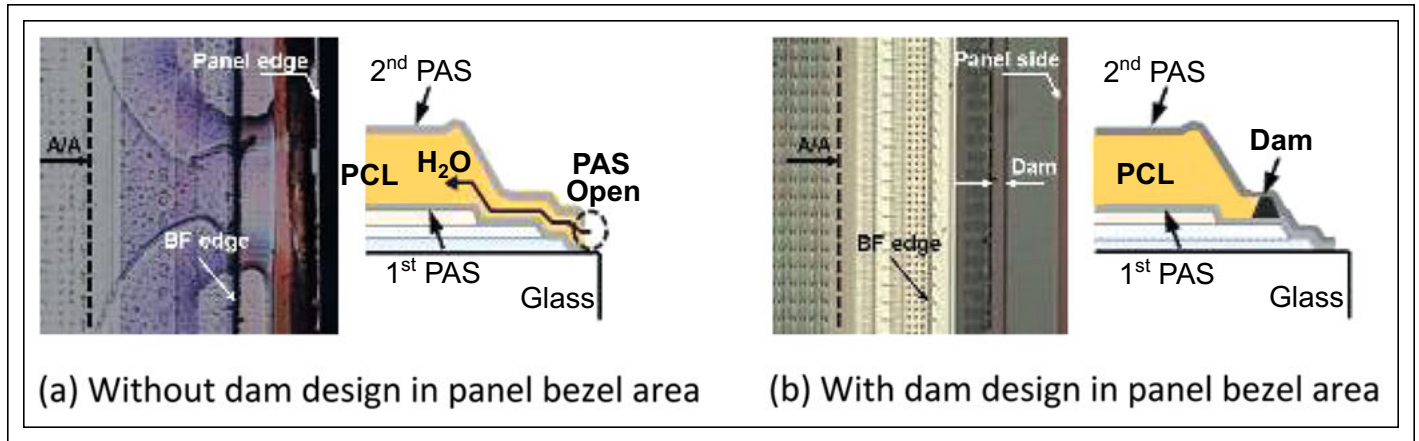 Panel edge
A/A
BF edge
2nd PAS
PCL
H2O
PAS
Open
1st PAS
Glass
(a) Without dam design in panel bezel area
Panel side
A/A
Dam
BF edge
2nd PAS
Dam
PCL
1st PAS
Glass
(b) With dam design in panel bezel area